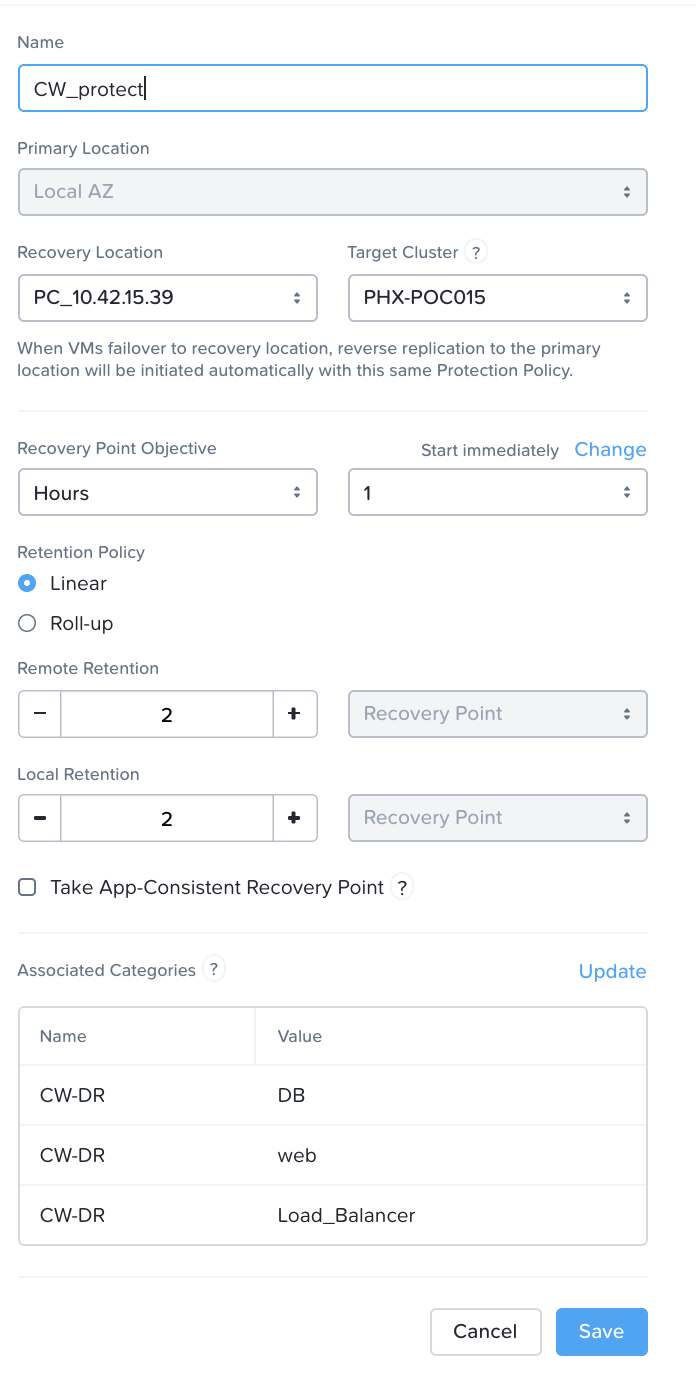 Name
CW_protect
Primary Location
Local AZ
Recovery Location
Target Cluster ?
PC_10.42.15.39
PHX-POC015
When VMs failover to recovery location, reverse replication to the primary
location will be initiated automatically with this same Protection Policy.
Recovery Point Objective
Start immediately Change
Hours
1
Retention Policy
Linear
Roll-up
Remote Retention
− 2 +
Recovery Point
Local Retention
- 2 +
Recovery Point
Take App-Consistent Recovery Point ?
Associated Categories ?
Update
Name Value
CW-DR DB
CW-DR web
CW-DR Load_Balancer
Cancel
Save